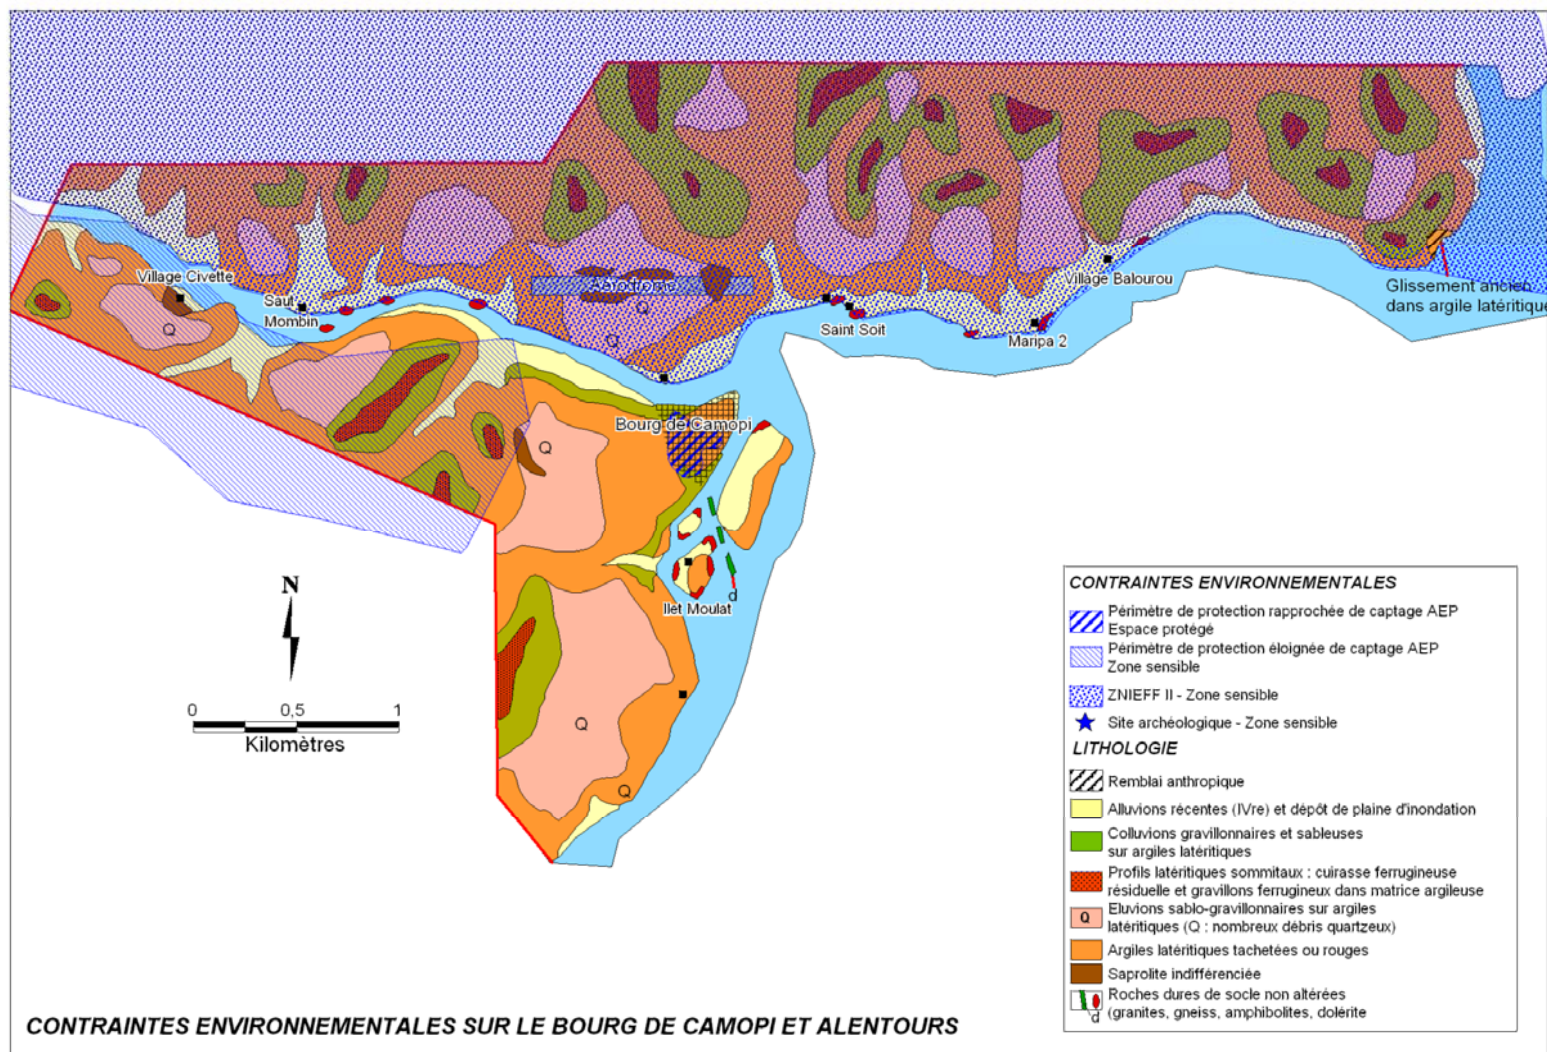 Village Civette
Saut
Mombin
Aérodrome
Q
Q
Q
Saint Soit
Maripa 2
Village Balourou
Glissement ancien
dans argile latéritique
Bourg de Camopi
Q
d
Ilet Moulat
Q
Q
N
0 0,5 1
Kilomètres
CONTRAINTES ENVIRONNEMENTALES
Périmètre de protection rapprochée de captage AEP
Espace protégé
Périmètre de protection éloignée de captage AEP
Zone sensible
ZNIEFF II - Zone sensible
Site archéologique - Zone sensible
LITHOLOGIE
Remblai anthropique
Alluvions récentes (IVre) et dépôt de plaine d'inondation
Colluvions gravillonnaires et sableuses
sur argiles latéritiques
Profils latéritiques sommitaux : cuirasse ferrugineuse
résiduelle et gravillons ferrugineux dans matrice argileuse
Q
Eluvions sablo-gravillonnaires sur argiles
latéritiques (Q : nombreux débris quartzeux)
Argiles latéritiques tachetées ou rouges
Saprolite indifférenciée
d
Roches dures de socle non altérées
(granites, gneiss, amphibolites, dolérite
CONTRAINTES ENVIRONNEMENTALES SUR LE BOURG DE CAMOPI ET ALENTOURS